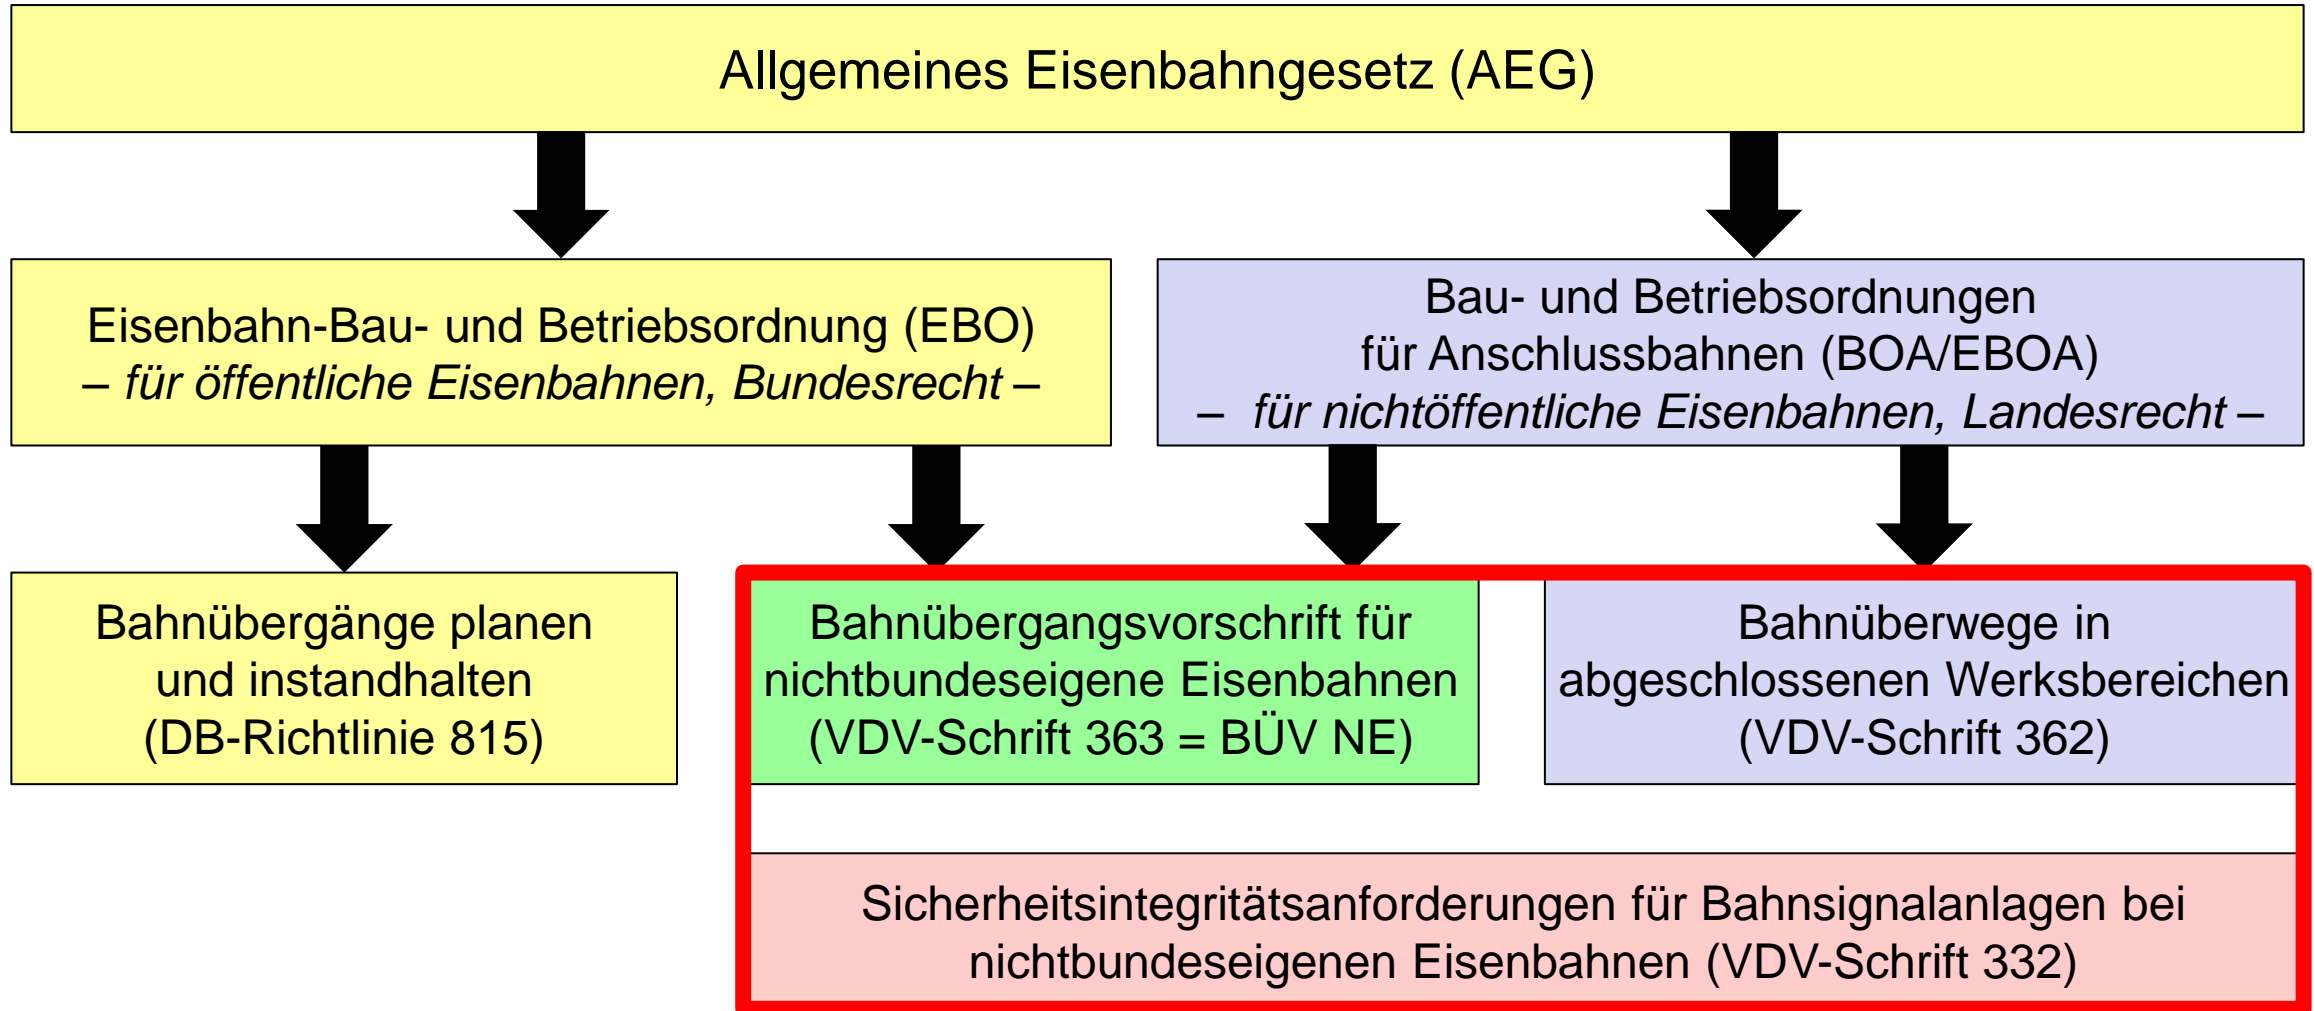 Allgemeines Eisenbahngesetz (AEG)
Eisenbahn-Bau- und Betriebsordnung (EBO)
– für öffentliche Eisenbahnen, Bundesrecht –
Bau- und Betriebsordnungen
für Anschlussbahnen (BOA/EBOA)
– für nichtöffentliche Eisenbahnen, Landesrecht –
Bahnübergänge planen
und instandhalten
(DB-Richtlinie 815)
Bahnübergangsvorschrift für
nichtbundeseigene Eisenbahnen
(VDV-Schrift 363 = BÜV NE)
Bahnüberwege in
abgeschlossenen Werksbereichen
(VDV-Schrift 362)
Sicherheitsintegritätsanforderungen für Bahnsignalanlagen bei
nichtbundeseigenen Eisenbahnen (VDV-Schrift 332)